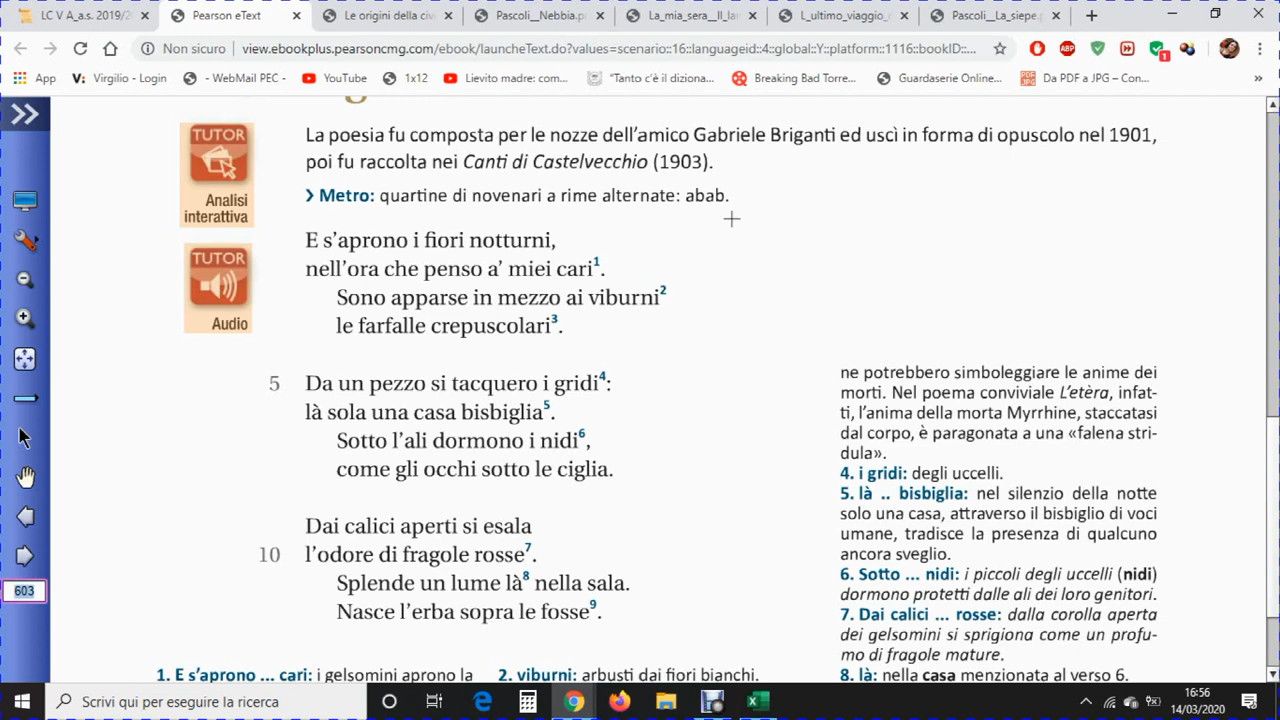 LC V A_a.s. 2019/20
Pearson eText
Le origini della civ
Pascoli._Nebbia.p
La_mia_sera__Il_la
L_ultimo_viaggio_
Pascoli._La_siepe.p
Non sicuro
view.ebookplus.pearsoncmg.com/ebook/launcheText.do?values=scenario::16::languageid::4::global::Y::platform::1116::bookID::...
ABP
1
App
Virgilio - Login
- WebMail PEC -
YouTube
1x12
Lievito madre: com...
"Tanto c'è il diziona...
Breaking Bad Torre...
Guardaserie Online...
Da PDF a JPG – Con...
TUTOR
Analisi
interattiva
TUTOR
Audio
La poesia fu composta per le nozze dell'amico Gabriele Briganti ed uscì in forma di opuscolo nel 1901,
poi fu raccolta nei Canti di Castelvecchio (1903).
› Metro: quartine di novenari a rime alternate: abab.
E s'aprono i fiori notturni,
nell'ora che penso a' miei cari1.
Sono apparse in mezzo ai viburni2
le farfalle crepuscolari3.
5 Da un pezzo si tacquero i gridi4:
là sola una casa bisbiglia5.
Sotto l'ali dormono i nidi6,
come gli occhi sotto le ciglia.
Dai calici aperti si esala
10 l'odore di fragole rosse7.
Splende un lume là8 nella sala.
Nasce l'erba sopra le fosse9.
ne potrebbero simboleggiare le anime dei
morti. Nel poema conviviale L'etèra, infat-
ti, l'anima della morta Myrrhine, staccatasi
dal corpo, è paragonata a una «falena stri-
dula».
4. i gridi: degli uccelli.
5. là .. bisbiglia: nel silenzio della notte
solo una casa, attraverso il bisbiglio di voci
umane, tradisce la presenza di qualcuno
ancora sveglio.
6. Sotto ... nidi: i piccoli degli uccelli (nidi)
dormono protetti dalle ali dei loro genitori.
7. Dai calici ... rosse: dalla corolla aperta
dei gelsomini si sprigiona come un profu-
mo di fragole mature.
8. là: nella casa menzionata al verso 6.
1. E s'aprono ... cari: i gelsomini aprono la
2. viburni: arbusti dai fiori bianchi.
603
Scrivi qui per eseguire la ricerca
16:56
14/03/2020